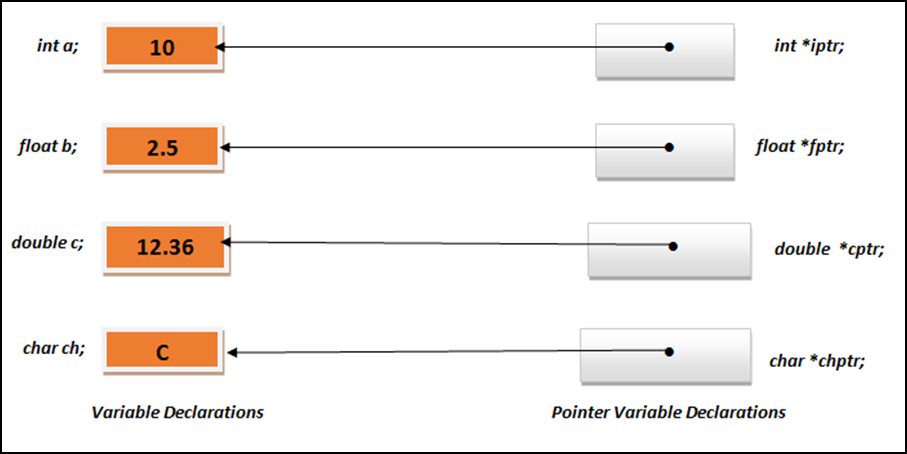 int a; 10 int *iptr;
float b; 2.5 float *fptr;
double c; 12.36 double *cptr;
char ch; C char *chptr;
Variable Declarations Pointer Variable Declarations